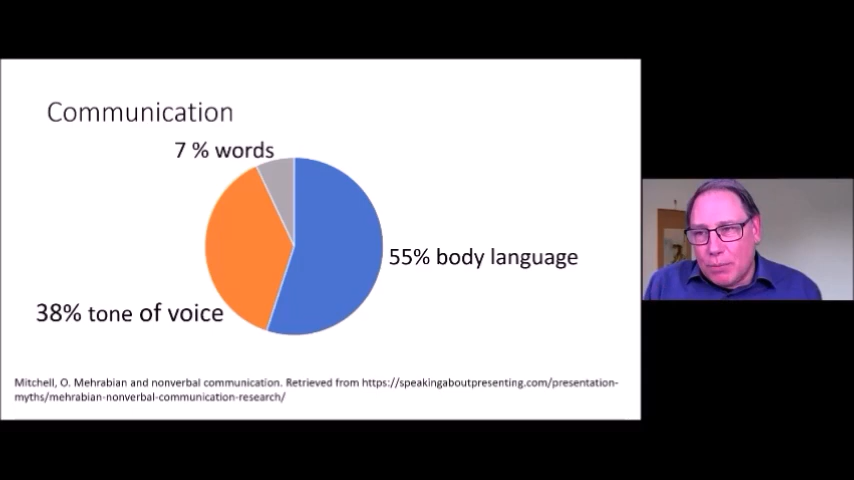 Communication
7 % words
55% body language
38% tone of voice
Mitchell, O. Mehrabian and nonverbal communication. Retrieved from https://speakingaboutpresenting.com/presentation-
myths/mehrabian-nonverbal-communication-research/